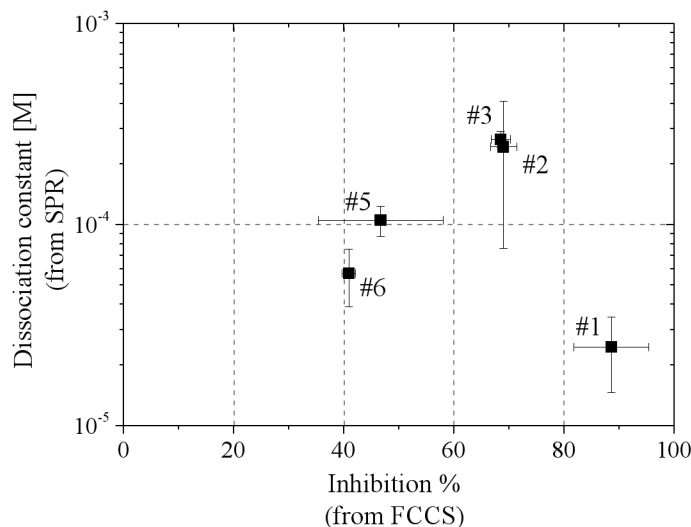 10⁻³
10⁻⁴
10⁻⁵
Dissociation constant [M]
(from SPR)
#3
#2
#5
#6
#1
0 20 40 60 80 100
Inhibition %
(from FCCS)